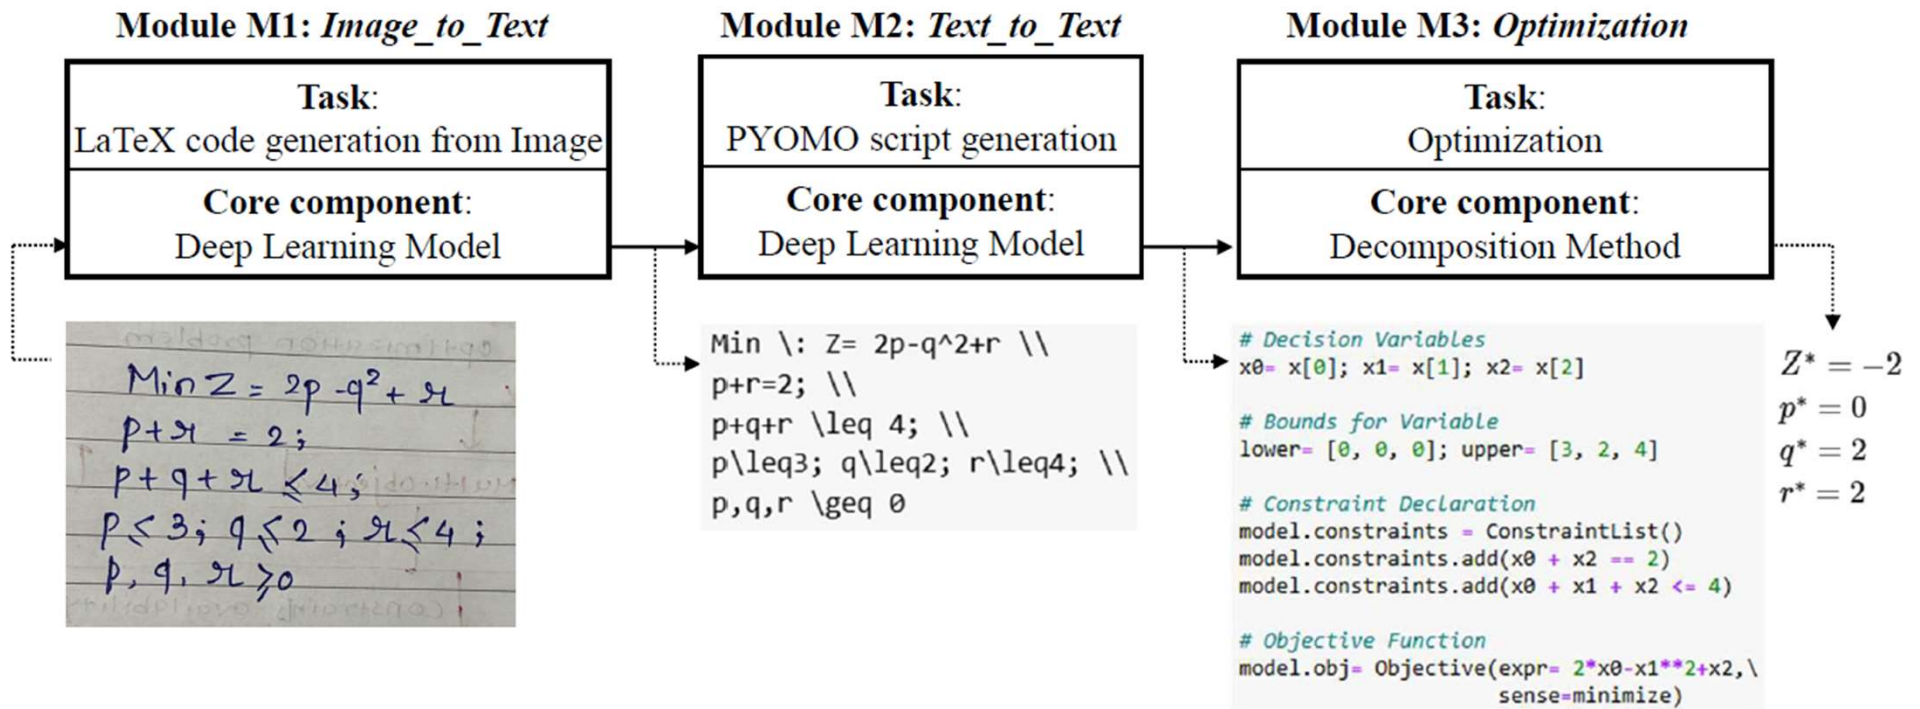 Module M1: Image_to_Text
Task:
LaTeX code generation from Image
Core component:
Deep Learning Model
Min Z = 2p - q² + r
p + r = 2;
p + q + r ≤ 4;
p ≤ 3; q ≤ 2; r ≤ 4;
p, q, r ≥ 0
Module M2: Text_to_Text
Task:
PYOMO script generation
Core component:
Deep Learning Model
Min \: Z= 2p-q^2+r \\
p+r=2; \\
p+q+r \leq 4; \\
p\leq3; q\leq2; r\leq4; \\
p,q,r \geq 0
Module M3: Optimization
Task:
Optimization
Core component:
Decomposition Method
# Decision Variables
x0= x[0]; x1= x[1]; x2= x[2]
# Bounds for Variable
lower= [0, 0, 0]; upper= [3, 2, 4]
# Constraint Declaration
model.constraints = ConstraintList()
model.constraints.add(x0 + x2 == 2)
model.constraints.add(x0 + x1 + x2 <= 4)
# Objective Function
model.obj= Objective(expr= 2*x0-x1**2+x2,\
sense=minimize)
Z* = −2
p* = 0
q* = 2
r* = 2